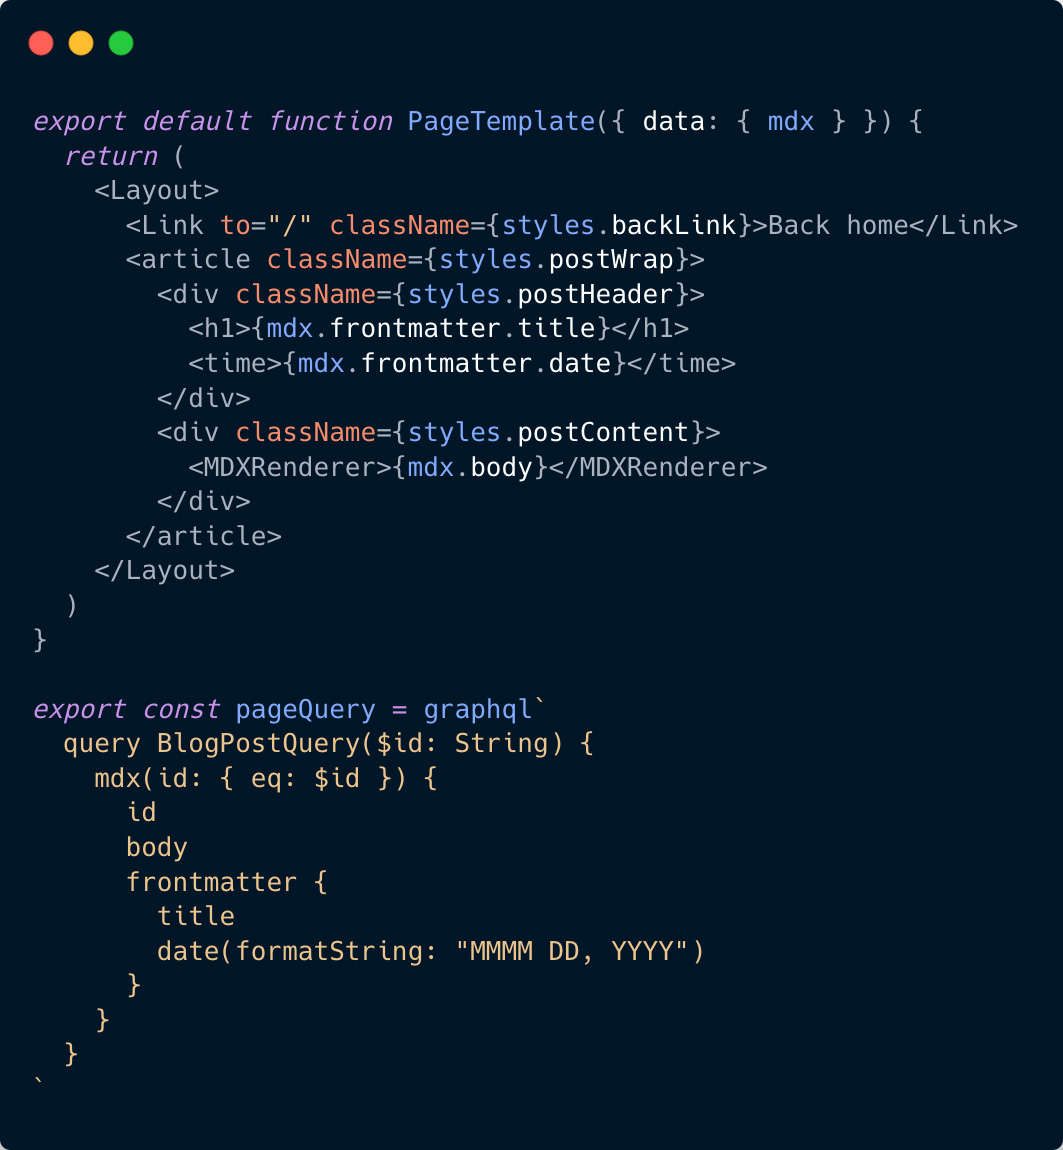 export default function PageTemplate({ data: { mdx } }) {
  return (
    <Layout>
      <Link to="/" className={styles.backLink}>Back home</Link>
      <article className={styles.postWrap}>
        <div className={styles.postHeader}>
          <h1>{mdx.frontmatter.title}</h1>
          <time>{mdx.frontmatter.date}</time>
        </div>
        <div className={styles.postContent}>
          <MDXRenderer>{mdx.body}</MDXRenderer>
        </div>
      </article>
    </Layout>
  )
}

export const pageQuery = graphql`
  query BlogPostQuery($id: String) {
    mdx(id: { eq: $id }) {
      id
      body
      frontmatter {
        title
        date(formatString: "MMMM DD, YYYY")
      }
    }
  }
`